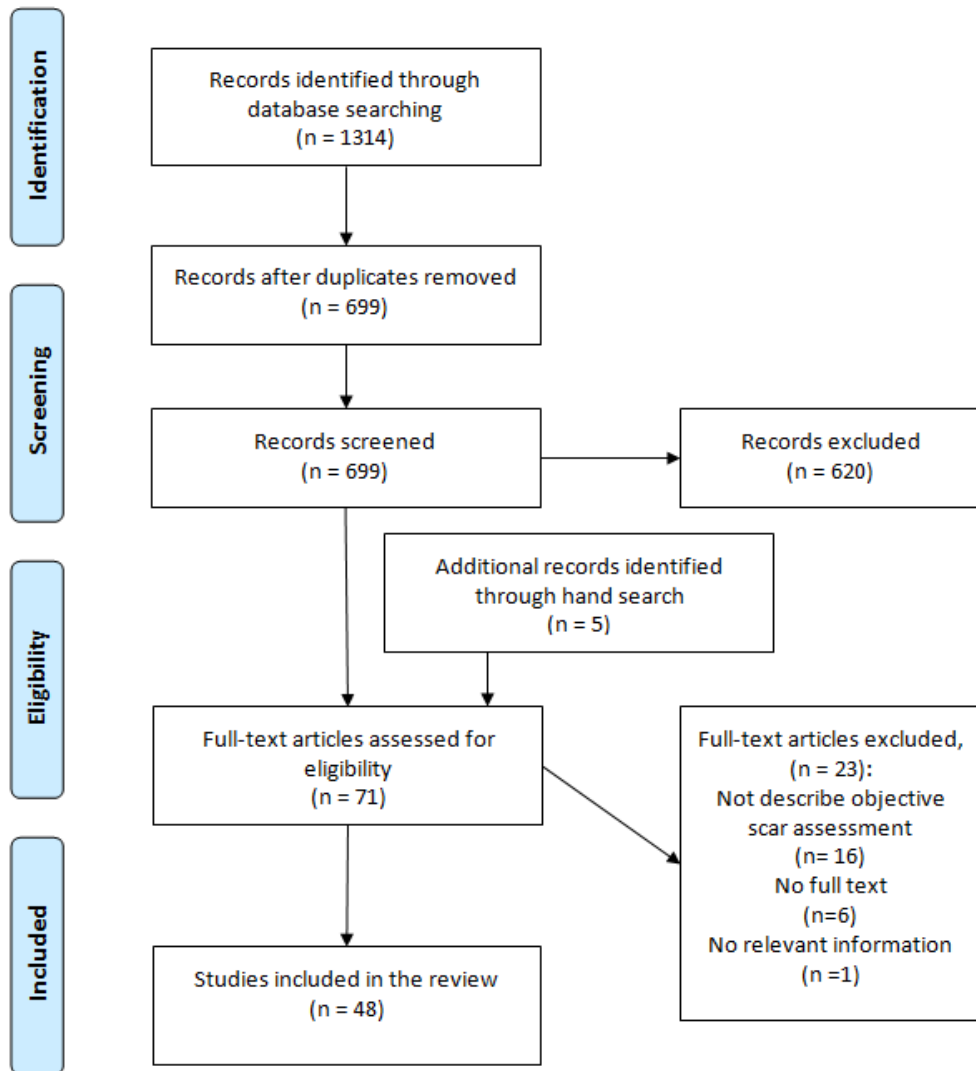 Identification
Records identified through
database searching
(n = 1314)
Records after duplicates removed
(n = 699)
Screening
Records screened
(n = 699)
Records excluded
(n = 620)
Additional records identified
through hand search
(n = 5)
Eligibility
Full-text articles assessed for
eligibility
(n = 71)
Full-text articles excluded,
(n = 23):
Not describe objective
scar assessment
(n= 16)
No full text
(n=6)
No relevant information
(n =1)
Included
Studies included in the review
(n = 48)